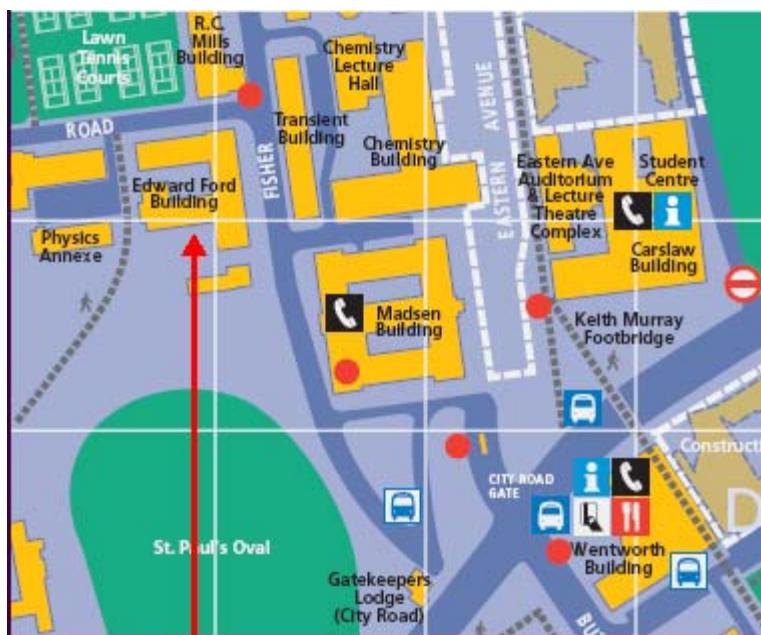 Lawn
Tennis
Courts
R.C.
Mills
Building
Chemistry
Lecture
Hall
Transient
Building
Chemistry
Building
EASTERN AVENUE
ROAD
FISHER
Edward Ford
Building
Eastern Ave
Auditorium
& Lecture
Theatre
Complex
Student
Centre
i
Carslaw
Building
Physics
Annexe
Madsen
Building
Keith Murray
Footbridge
Constructi
CITY ROAD
GATE
i
D
St. Paul's Oval
Wentworth
Building
Gatekeepers
Lodge
(City Road)
BU